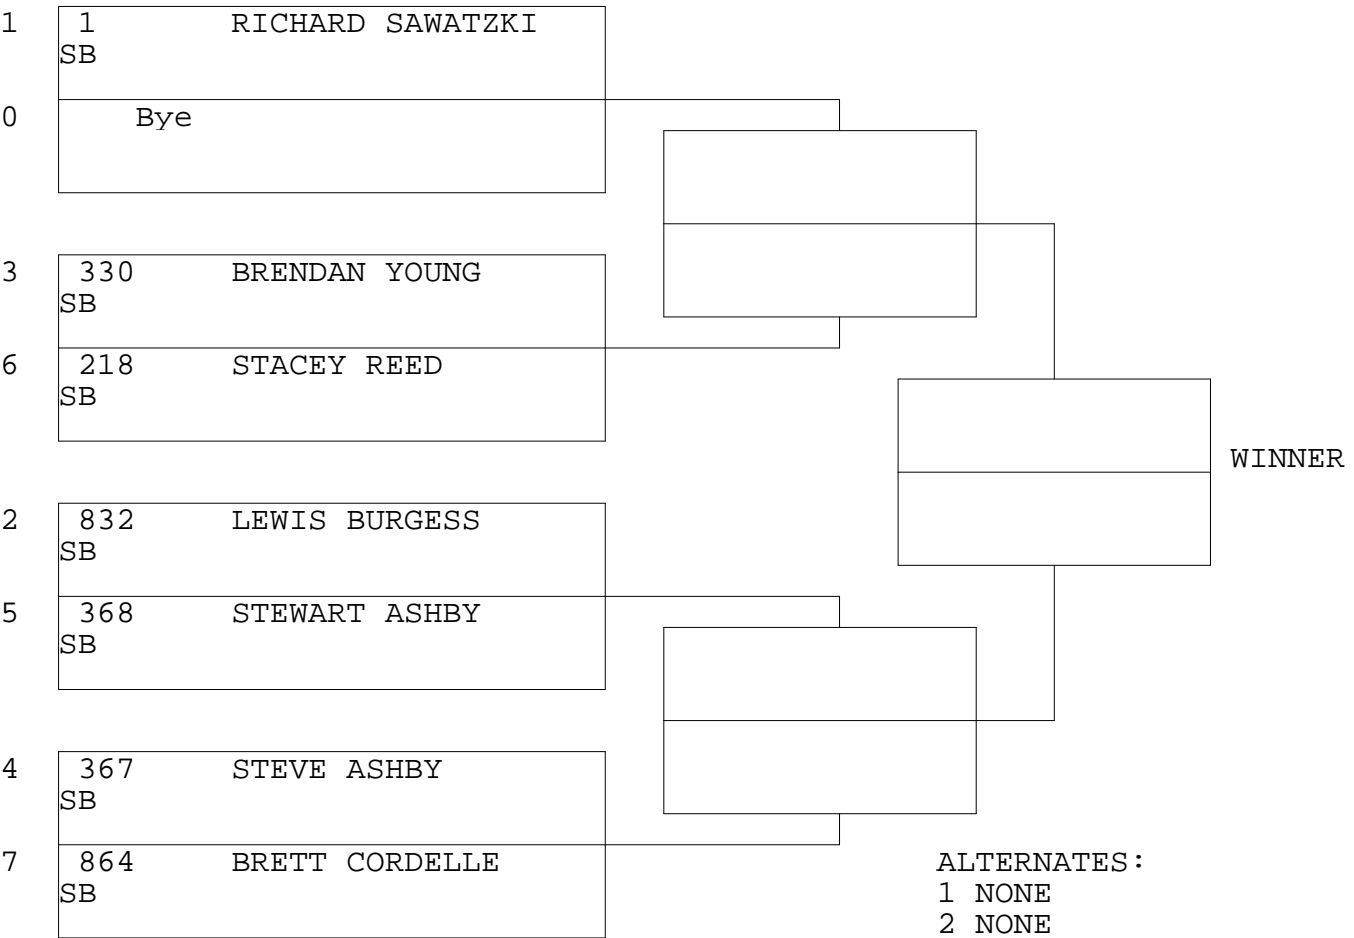 1 1 RICHARD SAWATZKI
SB
0 Bye
3 330 BRENDAN YOUNG
SB
6 218 STACEY REED
SB
WINNER
2 832 LEWIS BURGESS
SB
5 368 STEWART ASHBY
SB
4 367 STEVE ASHBY
SB
7 864 BRETT CORDELLE
SB
ALTERNATES:
1 NONE
2 NONE